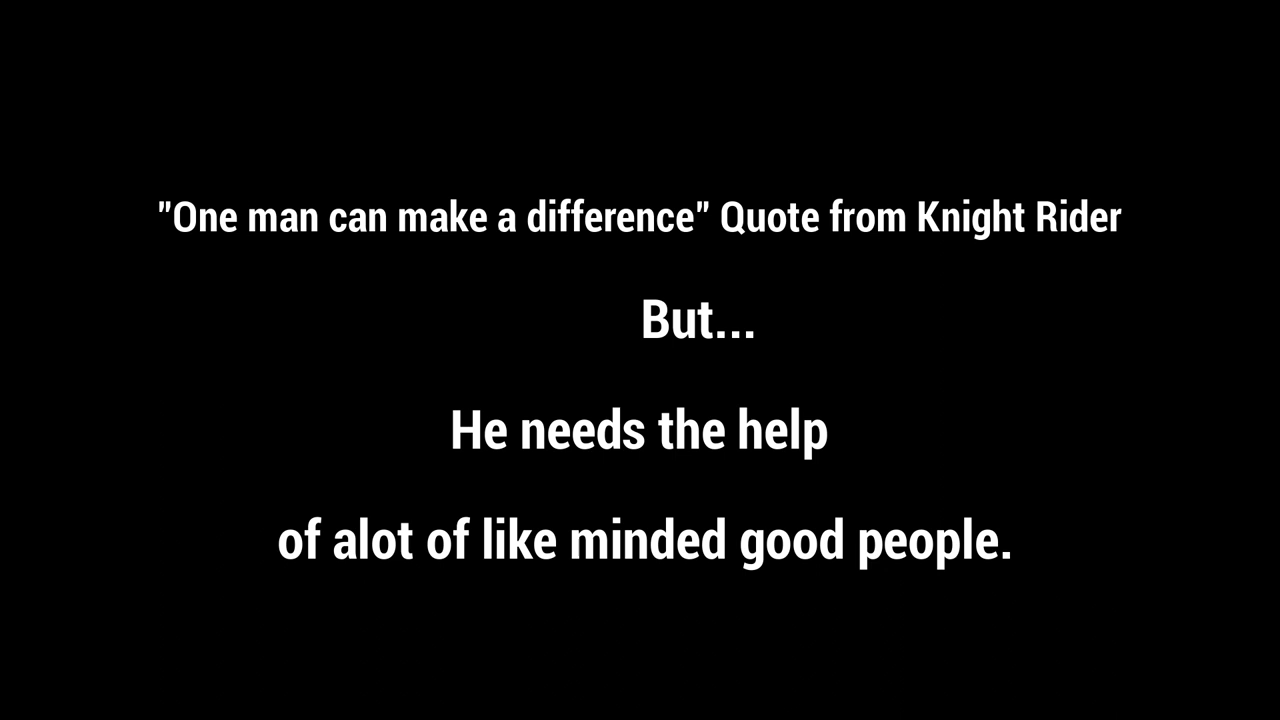 "One man can make a difference" Quote from Knight Rider
But...
He needs the help
of alot of like minded good people.